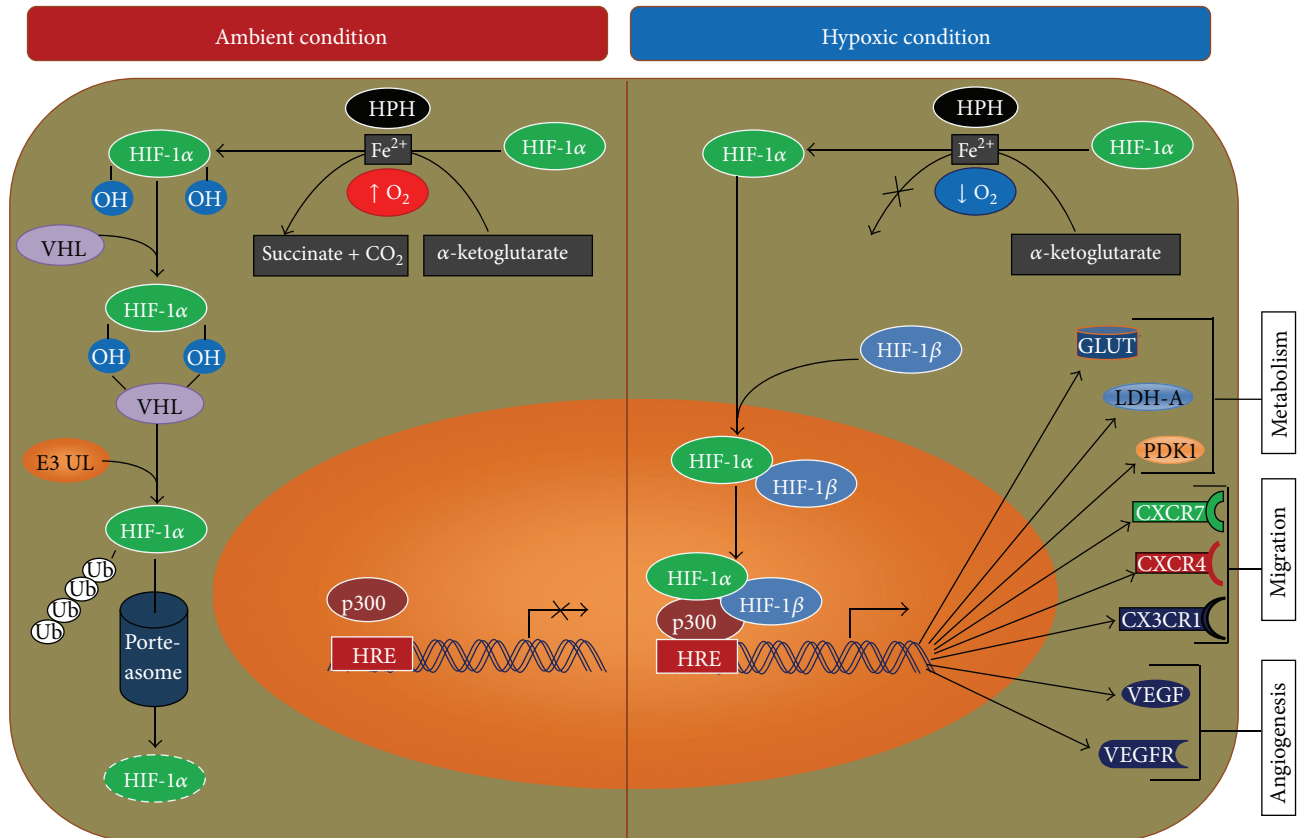 Ambient condition
Hypoxic condition
HPH
Fe²⁺
HIF-1α
HIF-1α
OH
OH
↑ O₂
VHL
Succinate + CO₂
α-ketoglutarate
HIF-1α
OH
OH
VHL
E3 UL
HIF-1α
Ub
Ub
Ub
Ub
Porte-
asome
HIF-1α
p300
HRE
HPH
Fe²⁺
HIF-1α
HIF-1α
↓ O₂
α-ketoglutarate
HIF-1β
HIF-1α
HIF-1β
HIF-1α
HIF-1β
p300
HRE
GLUT
LDH-A
PDK1
Metabolism
CXCR7
CXCR4
CX3CR1
Migration
VEGF
VEGFR
Angiogenesis